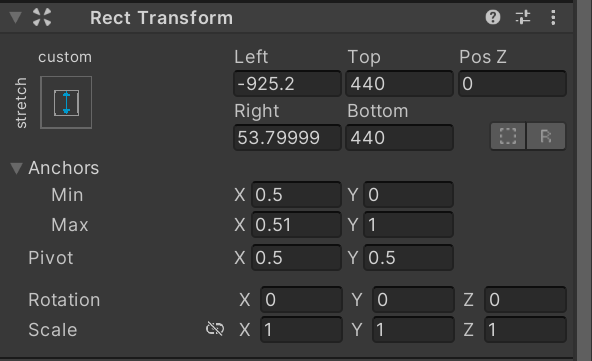 Rect Transform
custom
stretch
Left Top Pos Z
-925.2 440 0
Right Bottom
53.79999 440
R
Anchors
Min X 0.5 Y 0
Max X 0.51 Y 1
Pivot X 0.5 Y 0.5
Rotation X 0 Y 0 Z 0
Scale X 1 Y 1 Z 1